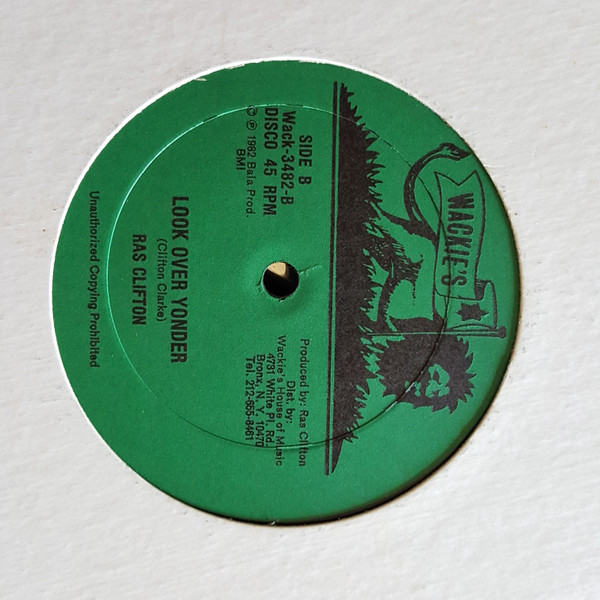 WACKIE'S
SIDE B
Wack-3482-B
DISCO 45 RPM
© ℗ 1982 Bala Prod.
BMI
Produced by: Ras Clifton
Dist. by:
Wackie's House of Music
4731 White Pl. Rd.
Bronx, N. Y. 10470
Tel. 212-655-8461
LOOK OVER YONDER
(Clifton Clarke)
RAS CLIFTON
Unauthorized Copying Prohibited